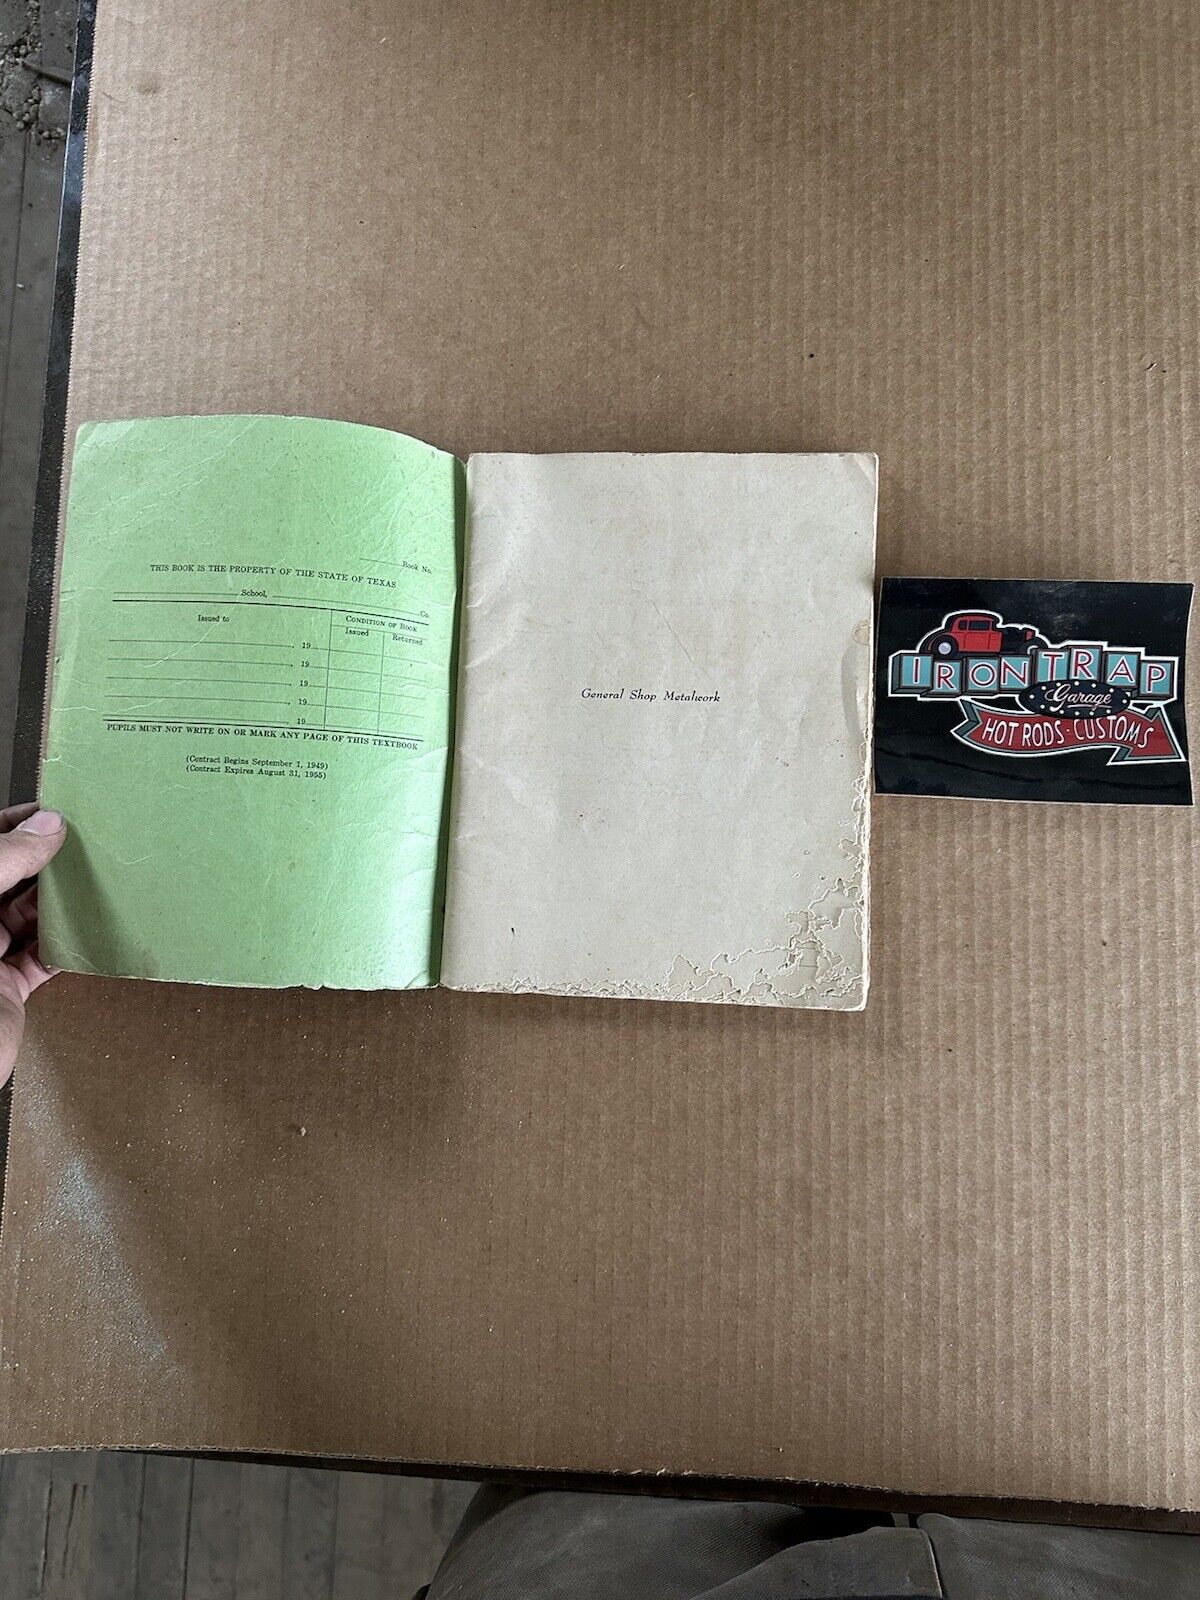 Book No.
THIS BOOK IS THE PROPERTY OF THE STATE OF TEXAS
School, Co.
Issued to
CONDITION OF BOOK
Issued Returned
, 19
, 19
, 19
, 19
, 19
PUPILS MUST NOT WRITE ON OR MARK ANY PAGE OF THIS TEXTBOOK
(Contract Begins September 1, 1949)
(Contract Expires August 31, 1955)
General Shop Metalwork
IRONTRAP
Garage
HOT RODS · CUSTOMS